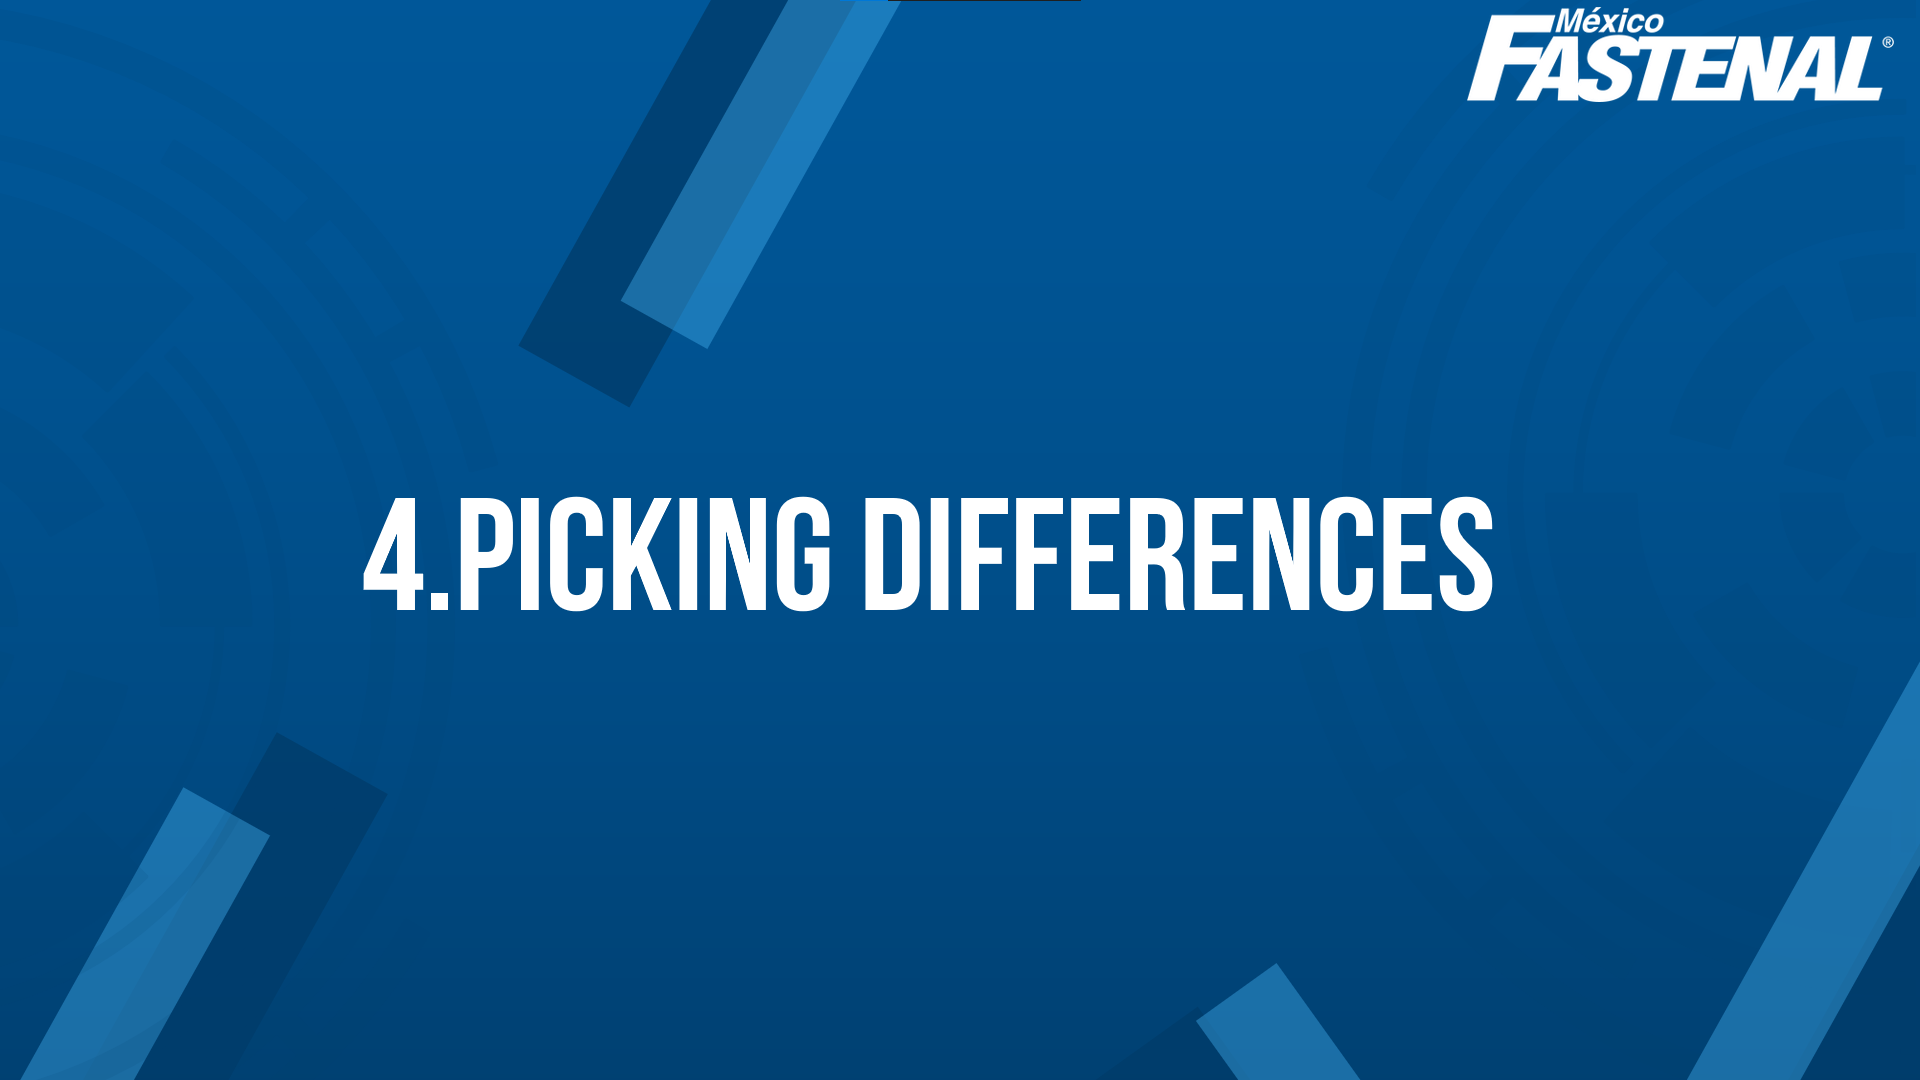 México
FASTENAL®
4.PICKING DIFFERENCES